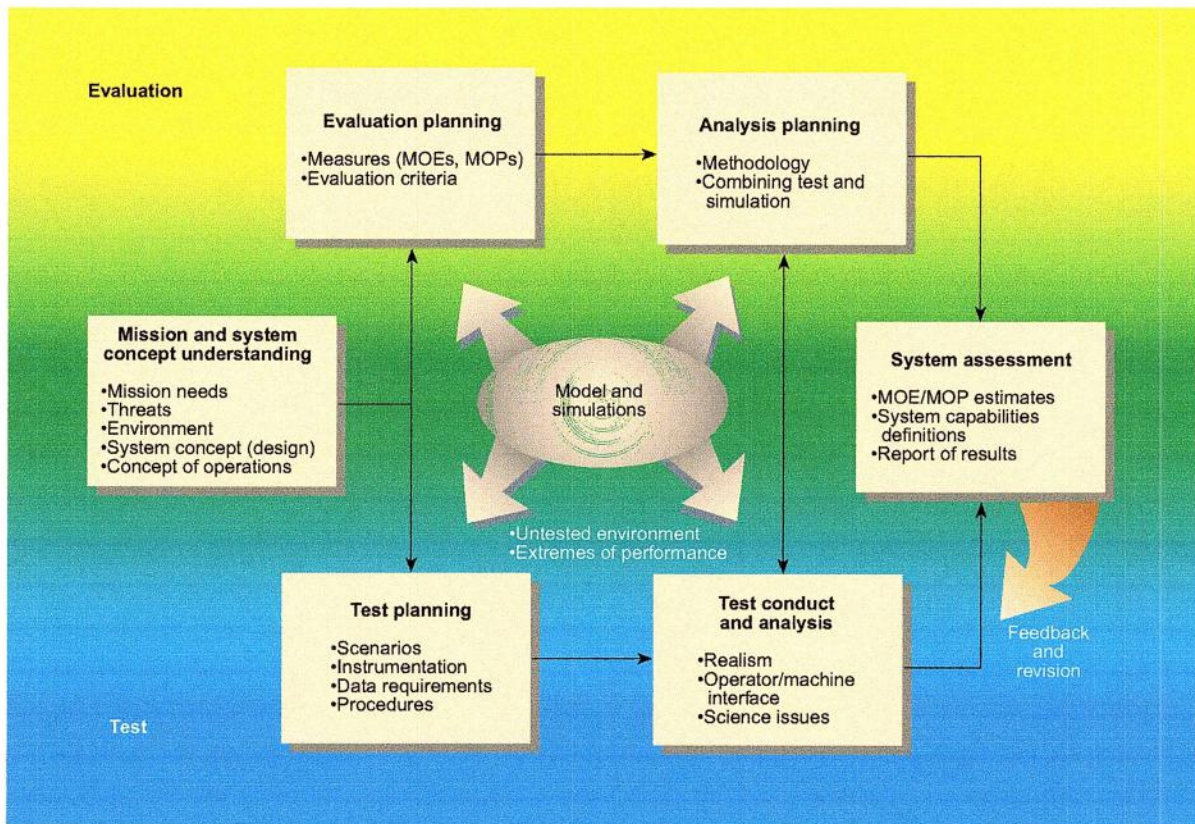 Evaluation
Evaluation planning
•Measures (MOEs, MOPs)
•Evaluation criteria
Analysis planning
•Methodology
•Combining test and
simulation
Mission and system
concept understanding
•Mission needs
•Threats
•Environment
•System concept (design)
•Concept of operations
Model and
simulations
•Untested environment
•Extremes of performance
System assessment
•MOE/MOP estimates
•System capabilities
definitions
•Report of results
Test planning
•Scenarios
•Instrumentation
•Data requirements
•Procedures
Test conduct
and analysis
•Realism
•Operator/machine
interface
•Science issues
Feedback
and
revision
Test